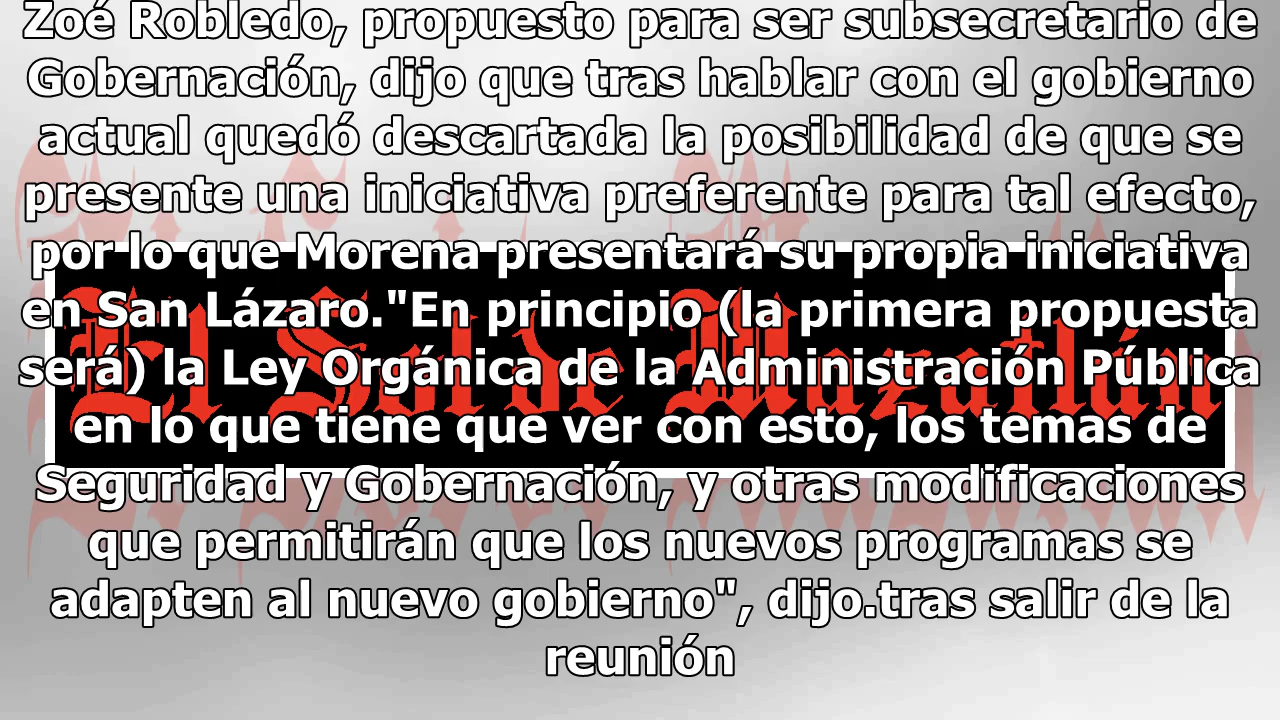 Zoé Robledo, propuesto para ser subsecretario de
Gobernación, dijo que tras hablar con el gobierno
actual quedó descartada la posibilidad de que se
presente una iniciativa preferente para tal efecto,
por lo que Morena presentará su propia iniciativa
en San Lázaro."En principio (la primera propuesta
será) la Ley Orgánica de la Administración Pública
en lo que tiene que ver con esto, los temas de
Seguridad y Gobernación, y otras modificaciones
que permitirán que los nuevos programas se
adapten al nuevo gobierno", dijo.tras salir de la
reunión
El Sol de Mazatlán